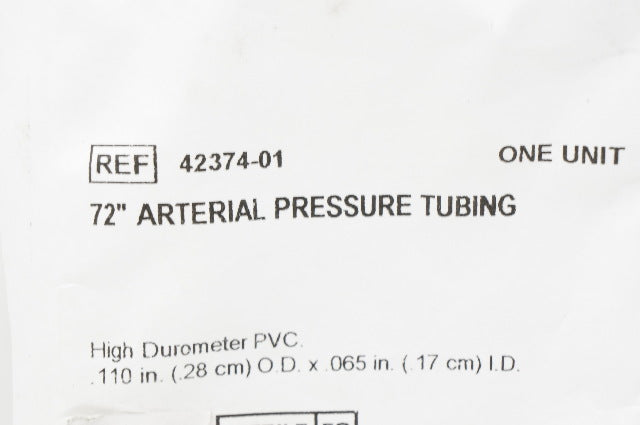 REF 42374-01 ONE UNIT
72" ARTERIAL PRESSURE TUBING
High Durometer PVC.
.110 in. (.28 cm) O.D. x .065 in. (.17 cm) I.D.